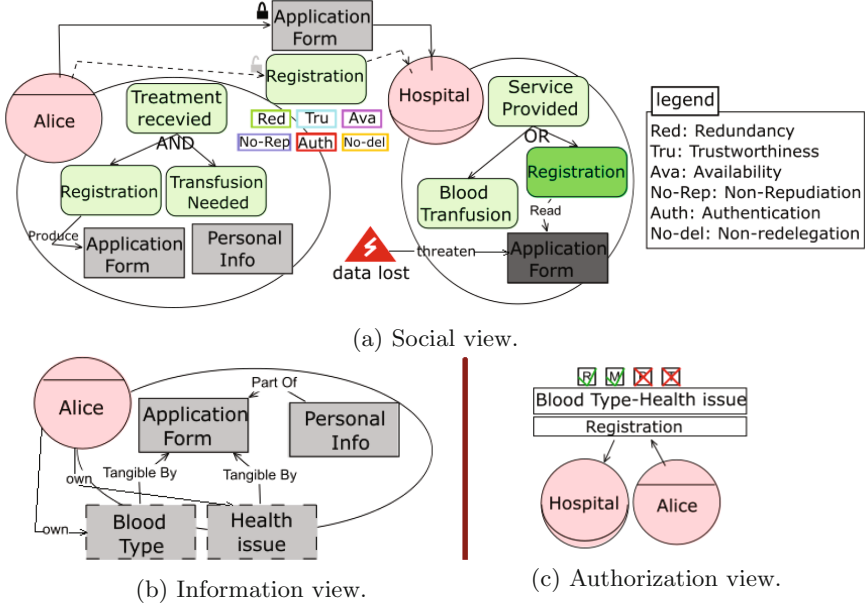 Application
Form
Registration
Alice
Treatment
recevied
AND
Registration
Transfusion
Needed
Produce
Application
Form
Personal
Info
Red
Tru
Ava
No-Rep
Auth
No-del
Hospital
Service
Provided
OR
Blood
Tranfusion
Registration
Read
Application
Form
threaten
data lost
legend
Red: Redundancy
Tru: Trustworthiness
Ava: Availability
No-Rep: Non-Repudiation
Auth: Authentication
No-del: Non-redelegation
(a) Social view.
Alice
Application
Form
Part Of
Personal
Info
Tangible By
Tangible By
own
own
Blood
Type
Health
issue
(b) Information view.
R
M
P
T
Blood Type-Health issue
Registration
Hospital
Alice
(c) Authorization view.